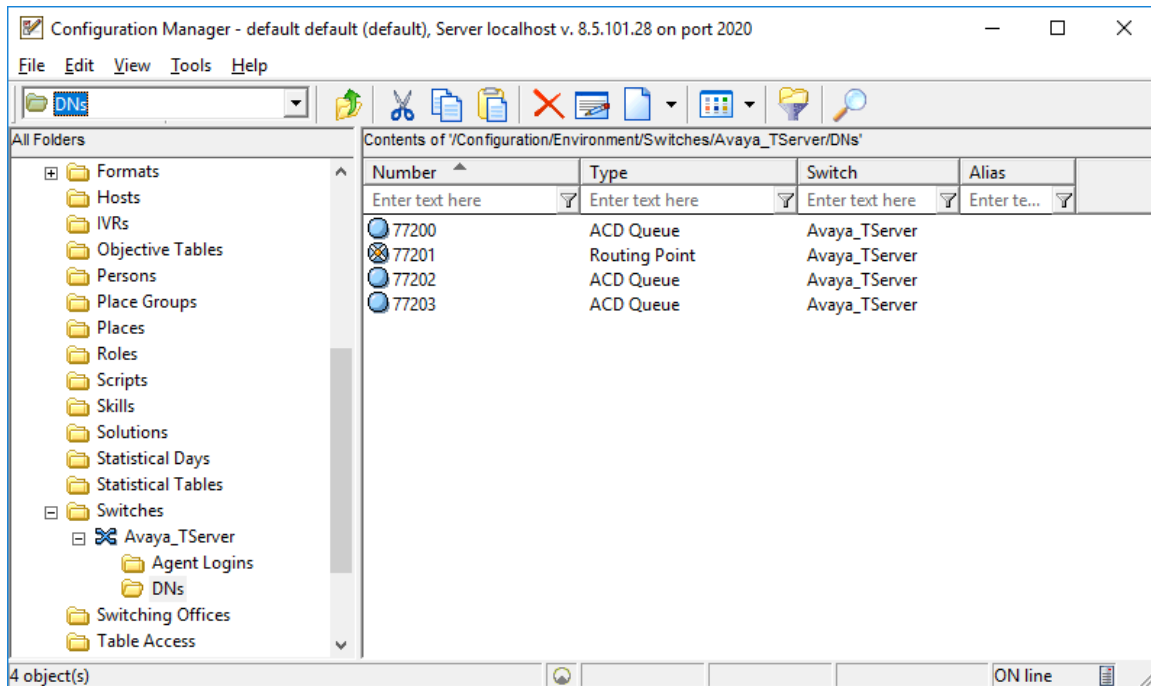 Configuration Manager - default default (default), Server localhost v. 8.5.101.28 on port 2020
File Edit View Tools Help
DNs
All Folders
Contents of '/Configuration/Environment/Switches/Avaya_TServer/DNs'
Formats
Hosts
IVRs
Objective Tables
Persons
Place Groups
Places
Roles
Scripts
Skills
Solutions
Statistical Days
Statistical Tables
Switches
Avaya_TServer
Agent Logins
DNs
Switching Offices
Table Access
Number Type Switch Alias
Enter text here Enter text here Enter text here Enter te...
77200 ACD Queue Avaya_TServer
77201 Routing Point Avaya_TServer
77202 ACD Queue Avaya_TServer
77203 ACD Queue Avaya_TServer
4 object(s) ON line